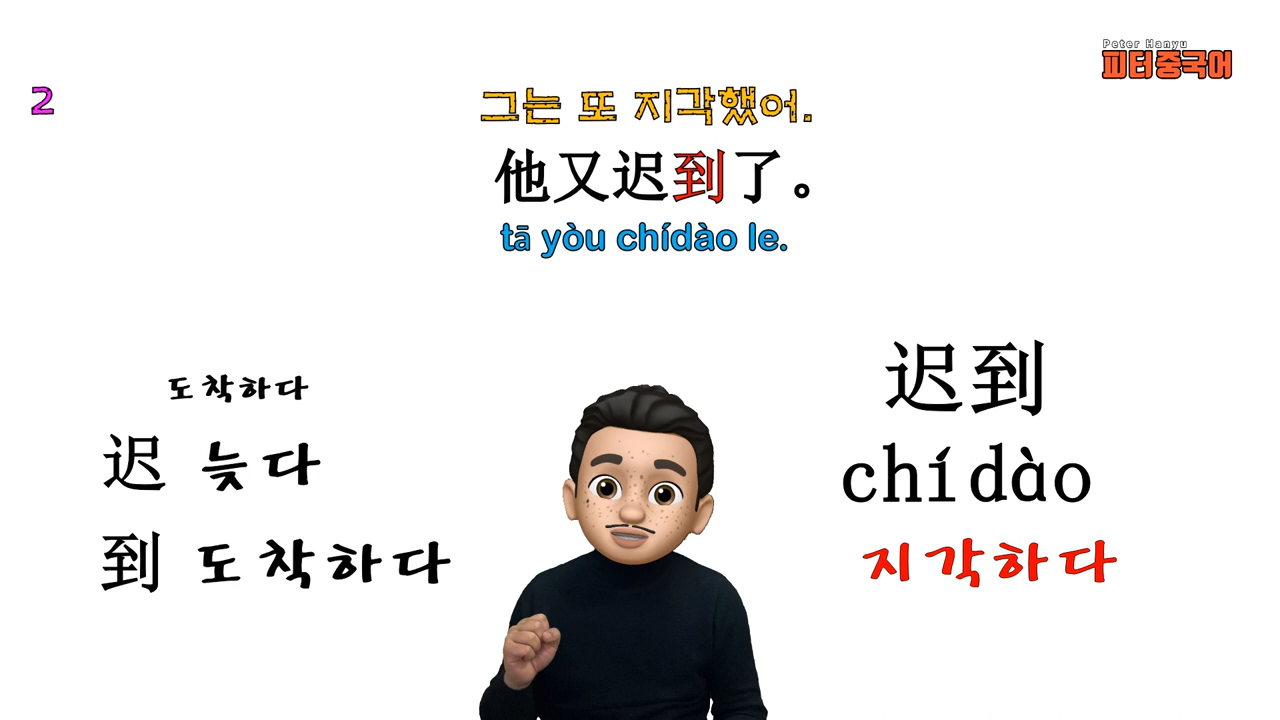 Peter Hanyu
피터중국어
2
그는 또 지각했어.
他又迟到了。
tā yòu chídào le.
도착하다
迟 늦다
到 도착하다
迟到
chídào
지각하다